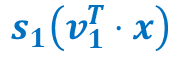 s₁(v₁ᵀ · x)